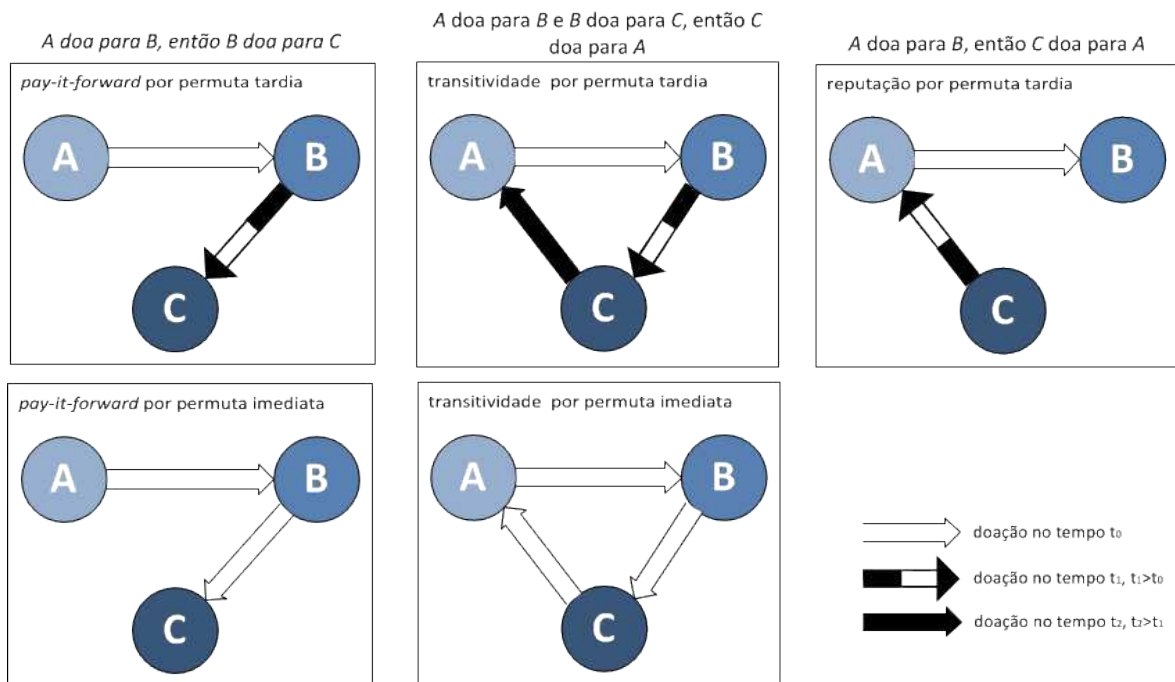 A doa para B, então B doa para C
A doa para B e B doa para C, então C
doa para A
A doa para B, então C doa para A
pay-it-forward por permuta tardia
A
B
C
transitividade por permuta tardia
A
B
C
reputação por permuta tardia
A
B
C
pay-it-forward por permuta imediata
A
B
C
transitividade por permuta imediata
A
B
C
doação no tempo t₀
doação no tempo t₁, t₁>t₀
doação no tempo t₂, t₂>t₁